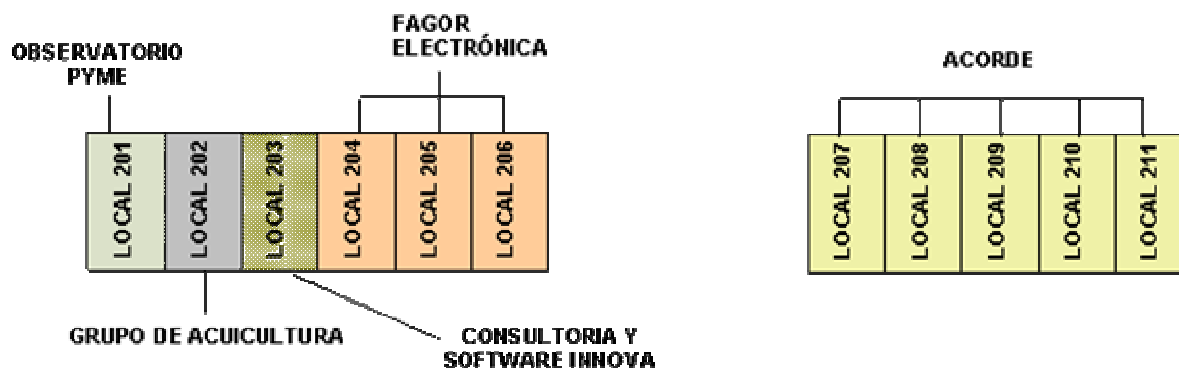 OBSERVATORIO
PYME
FAGOR
ELECTRÓNICA
ACORDE
LOCAL 201
LOCAL 202
LOCAL 203
LOCAL 204
LOCAL 205
LOCAL 206
LOCAL 207
LOCAL 208
LOCAL 209
LOCAL 210
LOCAL 211
GRUPO DE ACUICULTURA
CONSULTORIA Y
SOFTWARE INNOVA